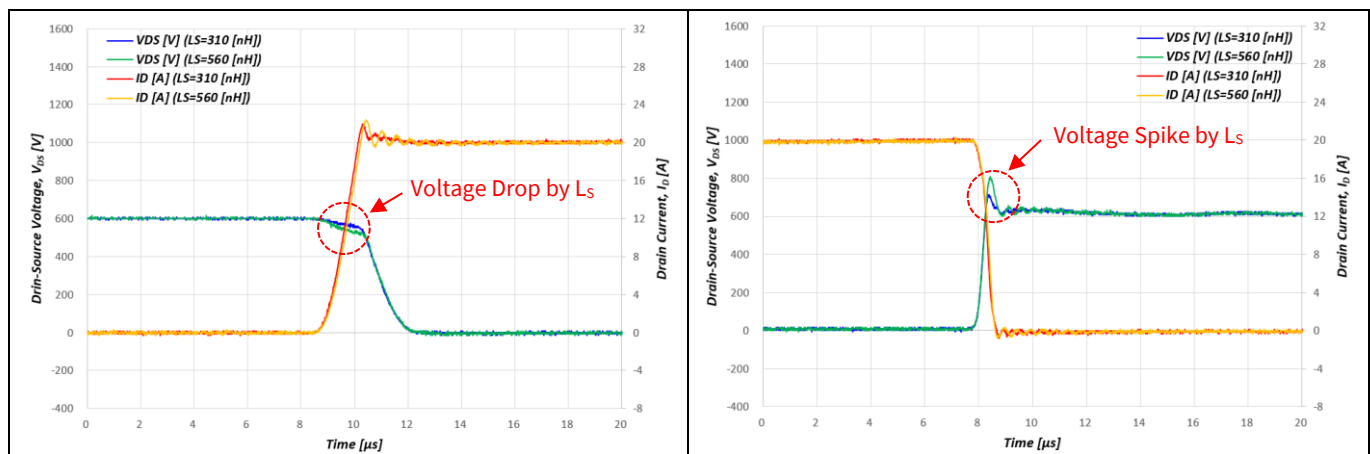 VDS [V] (LS=310 [nH])
VDS [V] (LS=560 [nH])
ID [A] (LS=310 [nH])
ID [A] (LS=560 [nH])
Voltage Drop by LS
Drin-Source Voltage, VDS [V]
1600
1400
1200
1000
800
600
400
200
0
-200
-400
32
28
24
20
16
12
8
4
0
-4
-8
Drain Current, ID [A]
0 2 4 6 8 10 12 14 16 18 20
Time [μs]
VDS [V] (LS=310 [nH])
VDS [V] (LS=560 [nH])
ID [A] (LS=310 [nH])
ID [A] (LS=560 [nH])
Voltage Spike by LS
Drain-Source Voltage, VDS [V]
1600
1400
1200
1000
800
600
400
200
0
-200
-400
32
28
24
20
16
12
8
4
0
-4
-8
Drain Current, ID [A]
0 2 4 6 8 10 12 14 16 18 20
Time [μs]